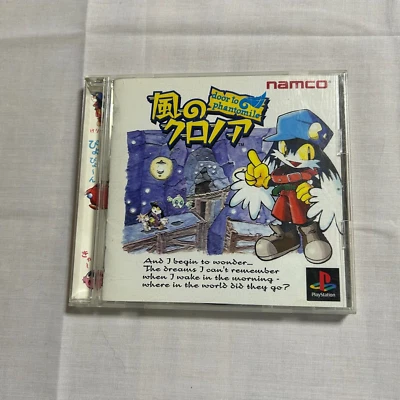 namco
door to
phantomile
風の
クロノア
TM
And I begin to wonder...
The dreams I can't remember
when I wake in the morning -
where in the world did they go?
PlayStation